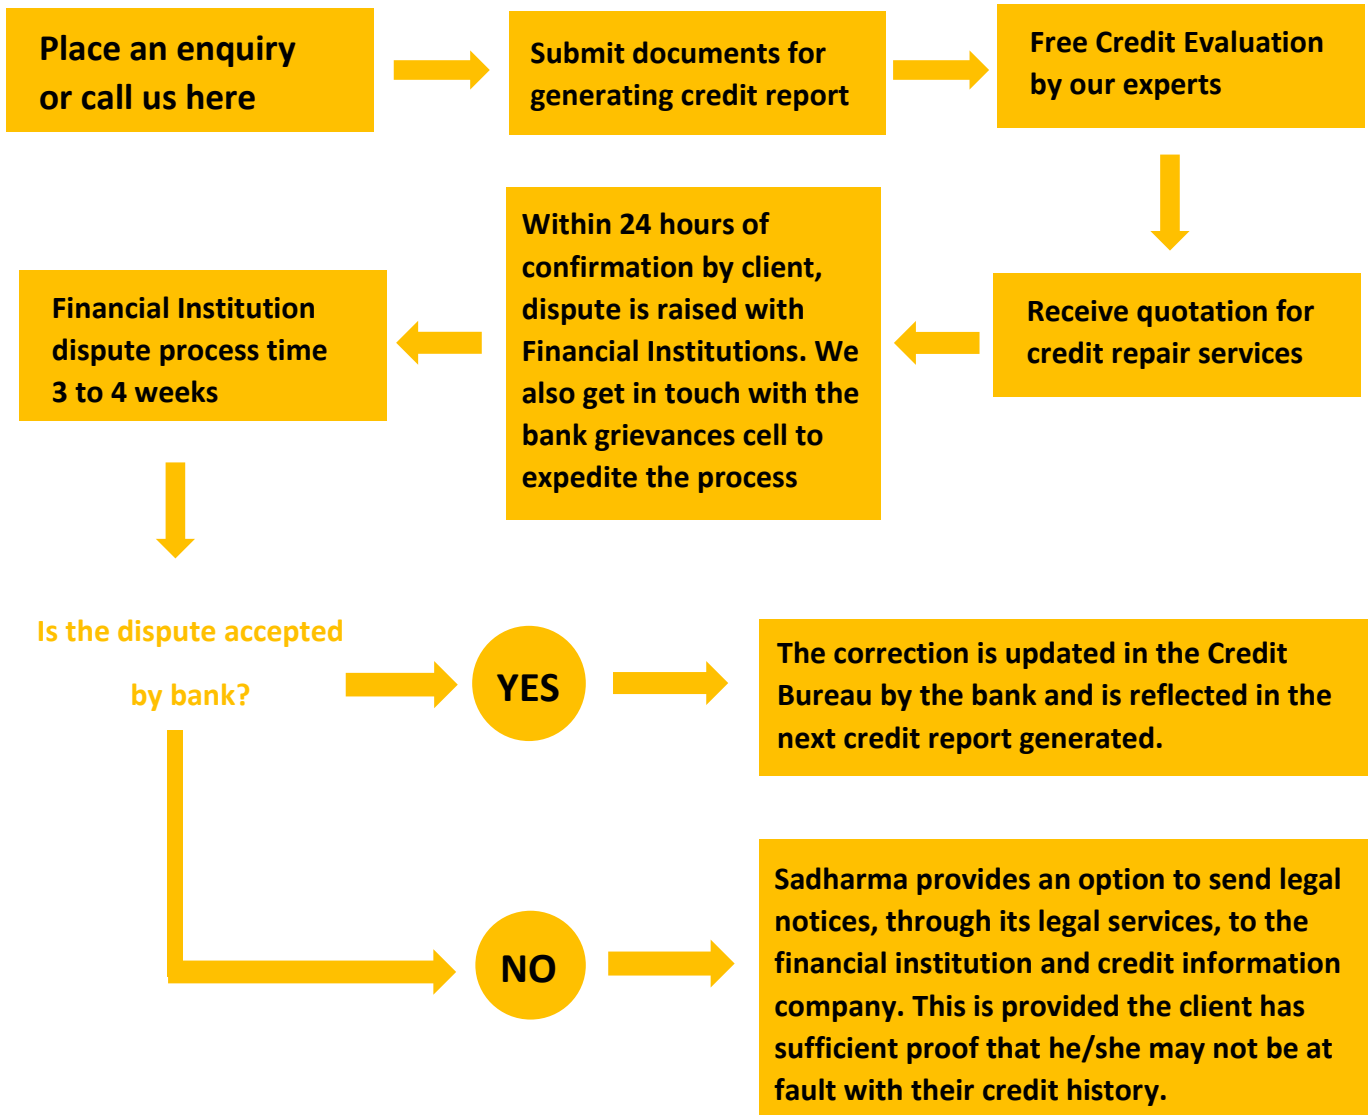 Place an enquiry
or call us here
Submit documents for
generating credit report
Free Credit Evaluation
by our experts
Receive quotation for
credit repair services
Within 24 hours of
confirmation by client,
dispute is raised with
Financial Institutions. We
also get in touch with the
bank grievances cell to
expedite the process
Financial Institution
dispute process time
3 to 4 weeks
Is the dispute accepted
by bank?
YES
The correction is updated in the Credit
Bureau by the bank and is reflected in the
next credit report generated.
NO
Sadharma provides an option to send legal
notices, through its legal services, to the
financial institution and credit information
company. This is provided the client has
sufficient proof that he/she may not be at
fault with their credit history.